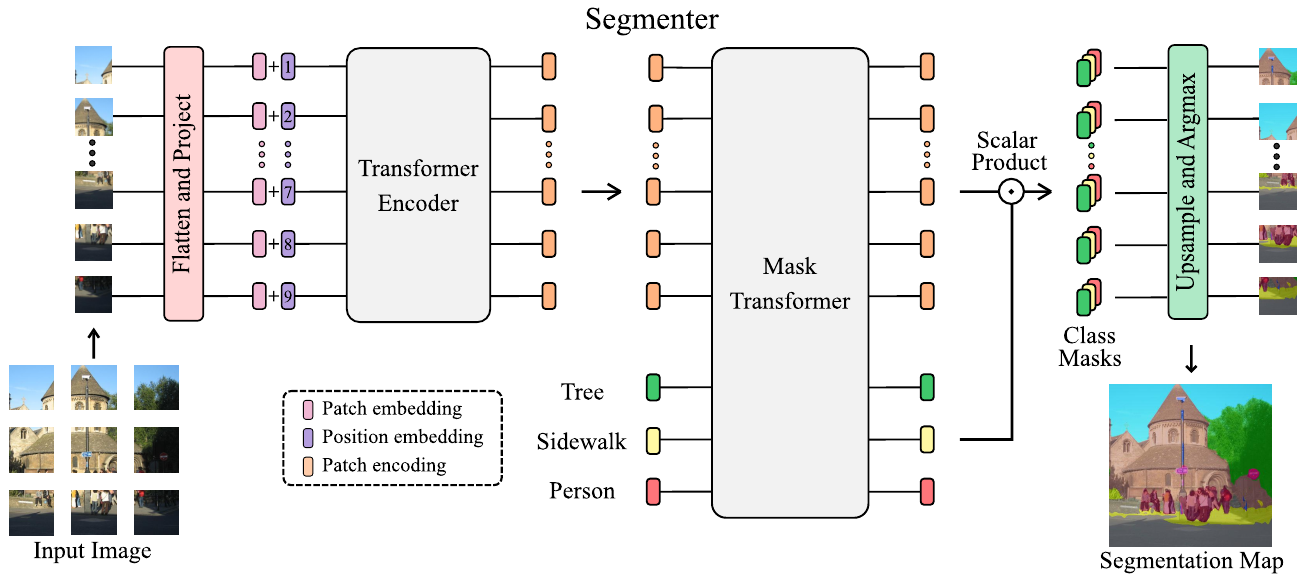 Segmenter
Flatten and Project
+ 1
+ 2
+ 7
+ 8
+ 9
Transformer
Encoder
Mask
Transformer
Scalar
Product
Class
Masks
Upsample and Argmax
Tree
Sidewalk
Person
Patch embedding
Position embedding
Patch encoding
Input Image
Segmentation Map